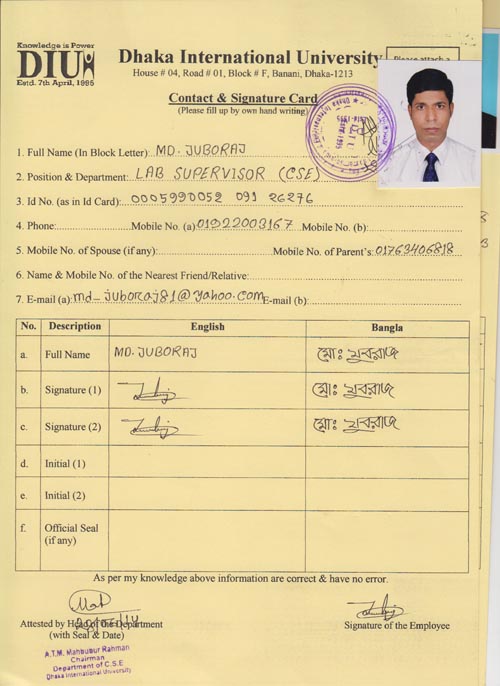 Knowledge is Power
DIU
Estd. 7th April, 1995
Dhaka International University
House # 04, Road # 01, Block # F, Banani, Dhaka-1213
Please attach a
Contact & Signature Card
(Please fill up by own hand writing)
1. Full Name (In Block Letter): MD. JUBORAJ
2. Position & Department: LAB SUPERVISOR (CSE)
3. Id No. (as in Id Card): 0005990052 091 26276
4. Phone: Mobile No. (a) 01922003167 Mobile No. (b):
5. Mobile No. of Spouse (if any): Mobile No. of Parent's: 01763406818
6. Name & Mobile No. of the Nearest Friend/Relative:
7. E-mail (a): md_juboraj81@yahoo.com E-mail (b):
No. Description English Bangla
a. Full Name MD. JUBORAJ মোঃ যুবরাজ
b. Signature (1) মোঃ যুবরাজ
c. Signature (2) মোঃ যুবরাজ
d. Initial (1)
e. Initial (2)
f. Official Seal
(if any)
As per my knowledge above information are correct & have no error.
Attested by Head of the Department
(with Seal & Date)
Signature of the Employee
A.T.M. Mahbubur Rahman
Chairman
Department of C.S.E
Dhaka International University